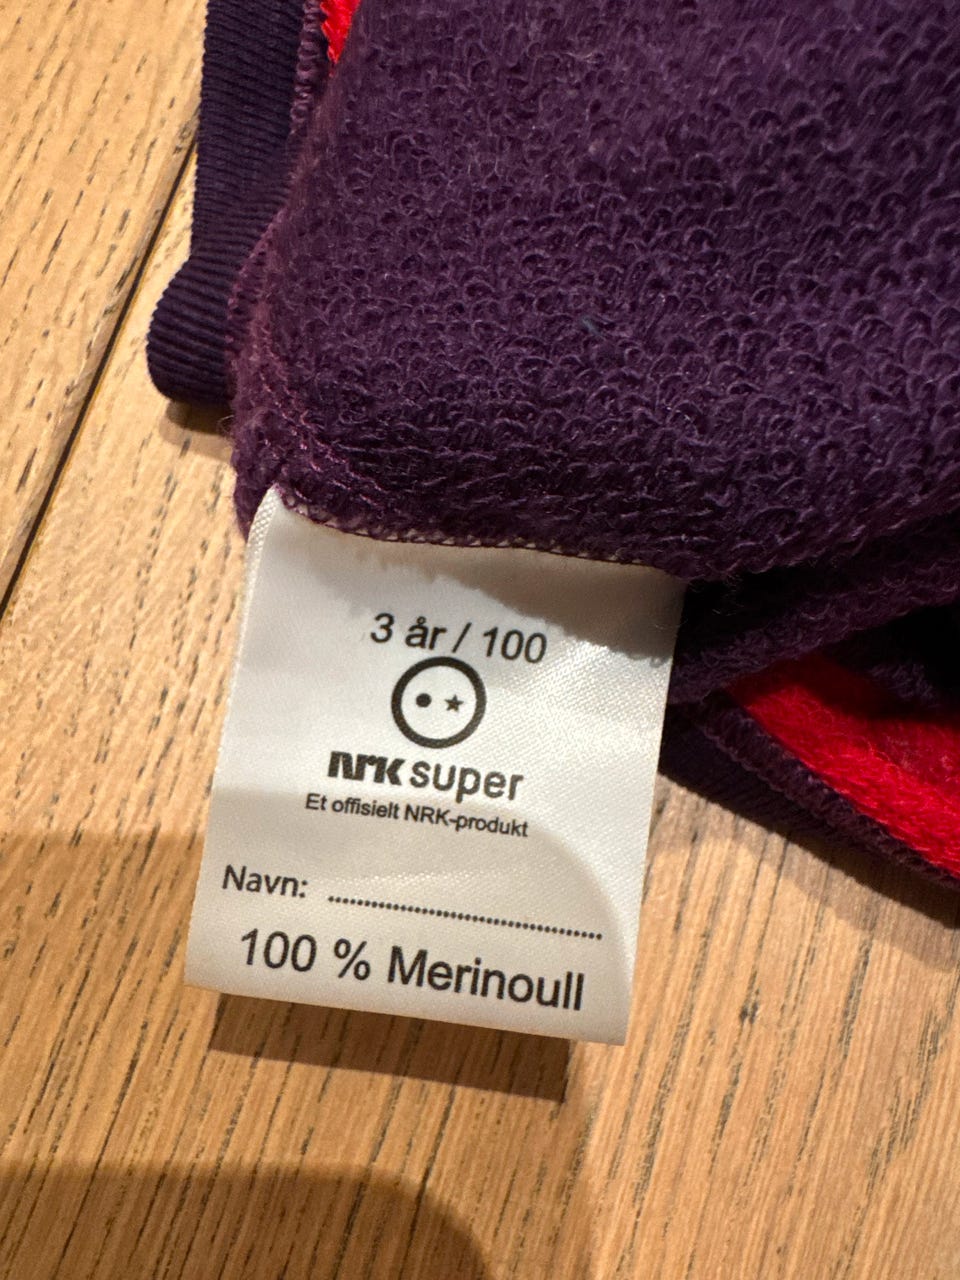 3 år / 100
nrk super
Et offisielt NRK-produkt
Navn: ........................................
100 % Merinoull